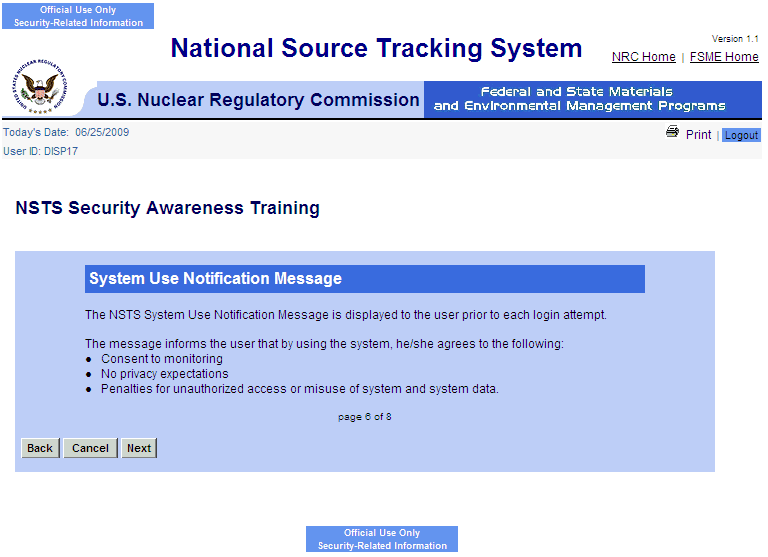 Official Use Only
Security-Related Information
National Source Tracking System
Version 1.1
NRC Home | FSME Home
UNITED STATES NUCLEAR REGULATORY COMMISSION
U.S. Nuclear Regulatory Commission
Federal and State Materials
and Environmental Management Programs
Today's Date: 06/25/2009
Print | Logout
User ID: DISP17
NSTS Security Awareness Training
System Use Notification Message
The NSTS System Use Notification Message is displayed to the user prior to each login attempt.
The message informs the user that by using the system, he/she agrees to the following:
● Consent to monitoring
● No privacy expectations
● Penalties for unauthorized access or misuse of system and system data.
page 6 of 8
Back Cancel Next
Official Use Only
Security-Related Information